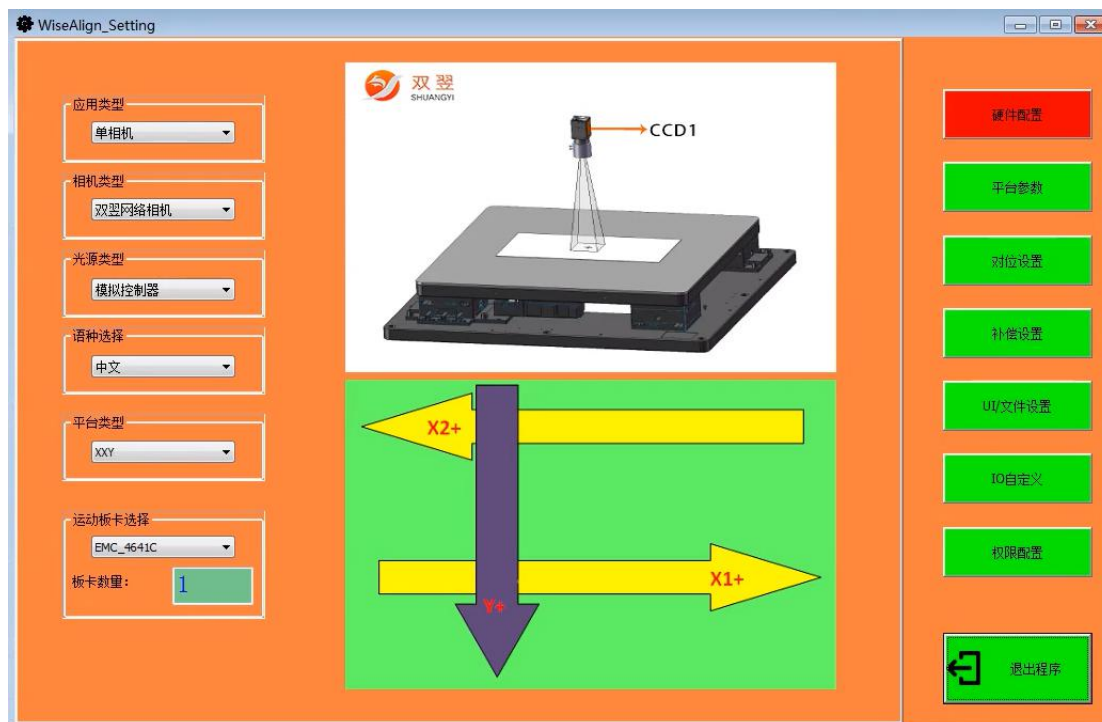 WiseAlign_Setting
应用类型
单相机
相机类型
双翌网络相机
光源类型
模拟控制器
语种选择
中文
平台类型
XXY
运动板卡选择
EMC_4641C
板卡数量:
1
双翌
SHUANGYI
CCD1
X2+
X1+
Y+
硬件配置
平台参数
对位设置
补偿设置
UI/文件设置
IO自定义
权限配置
退出程序